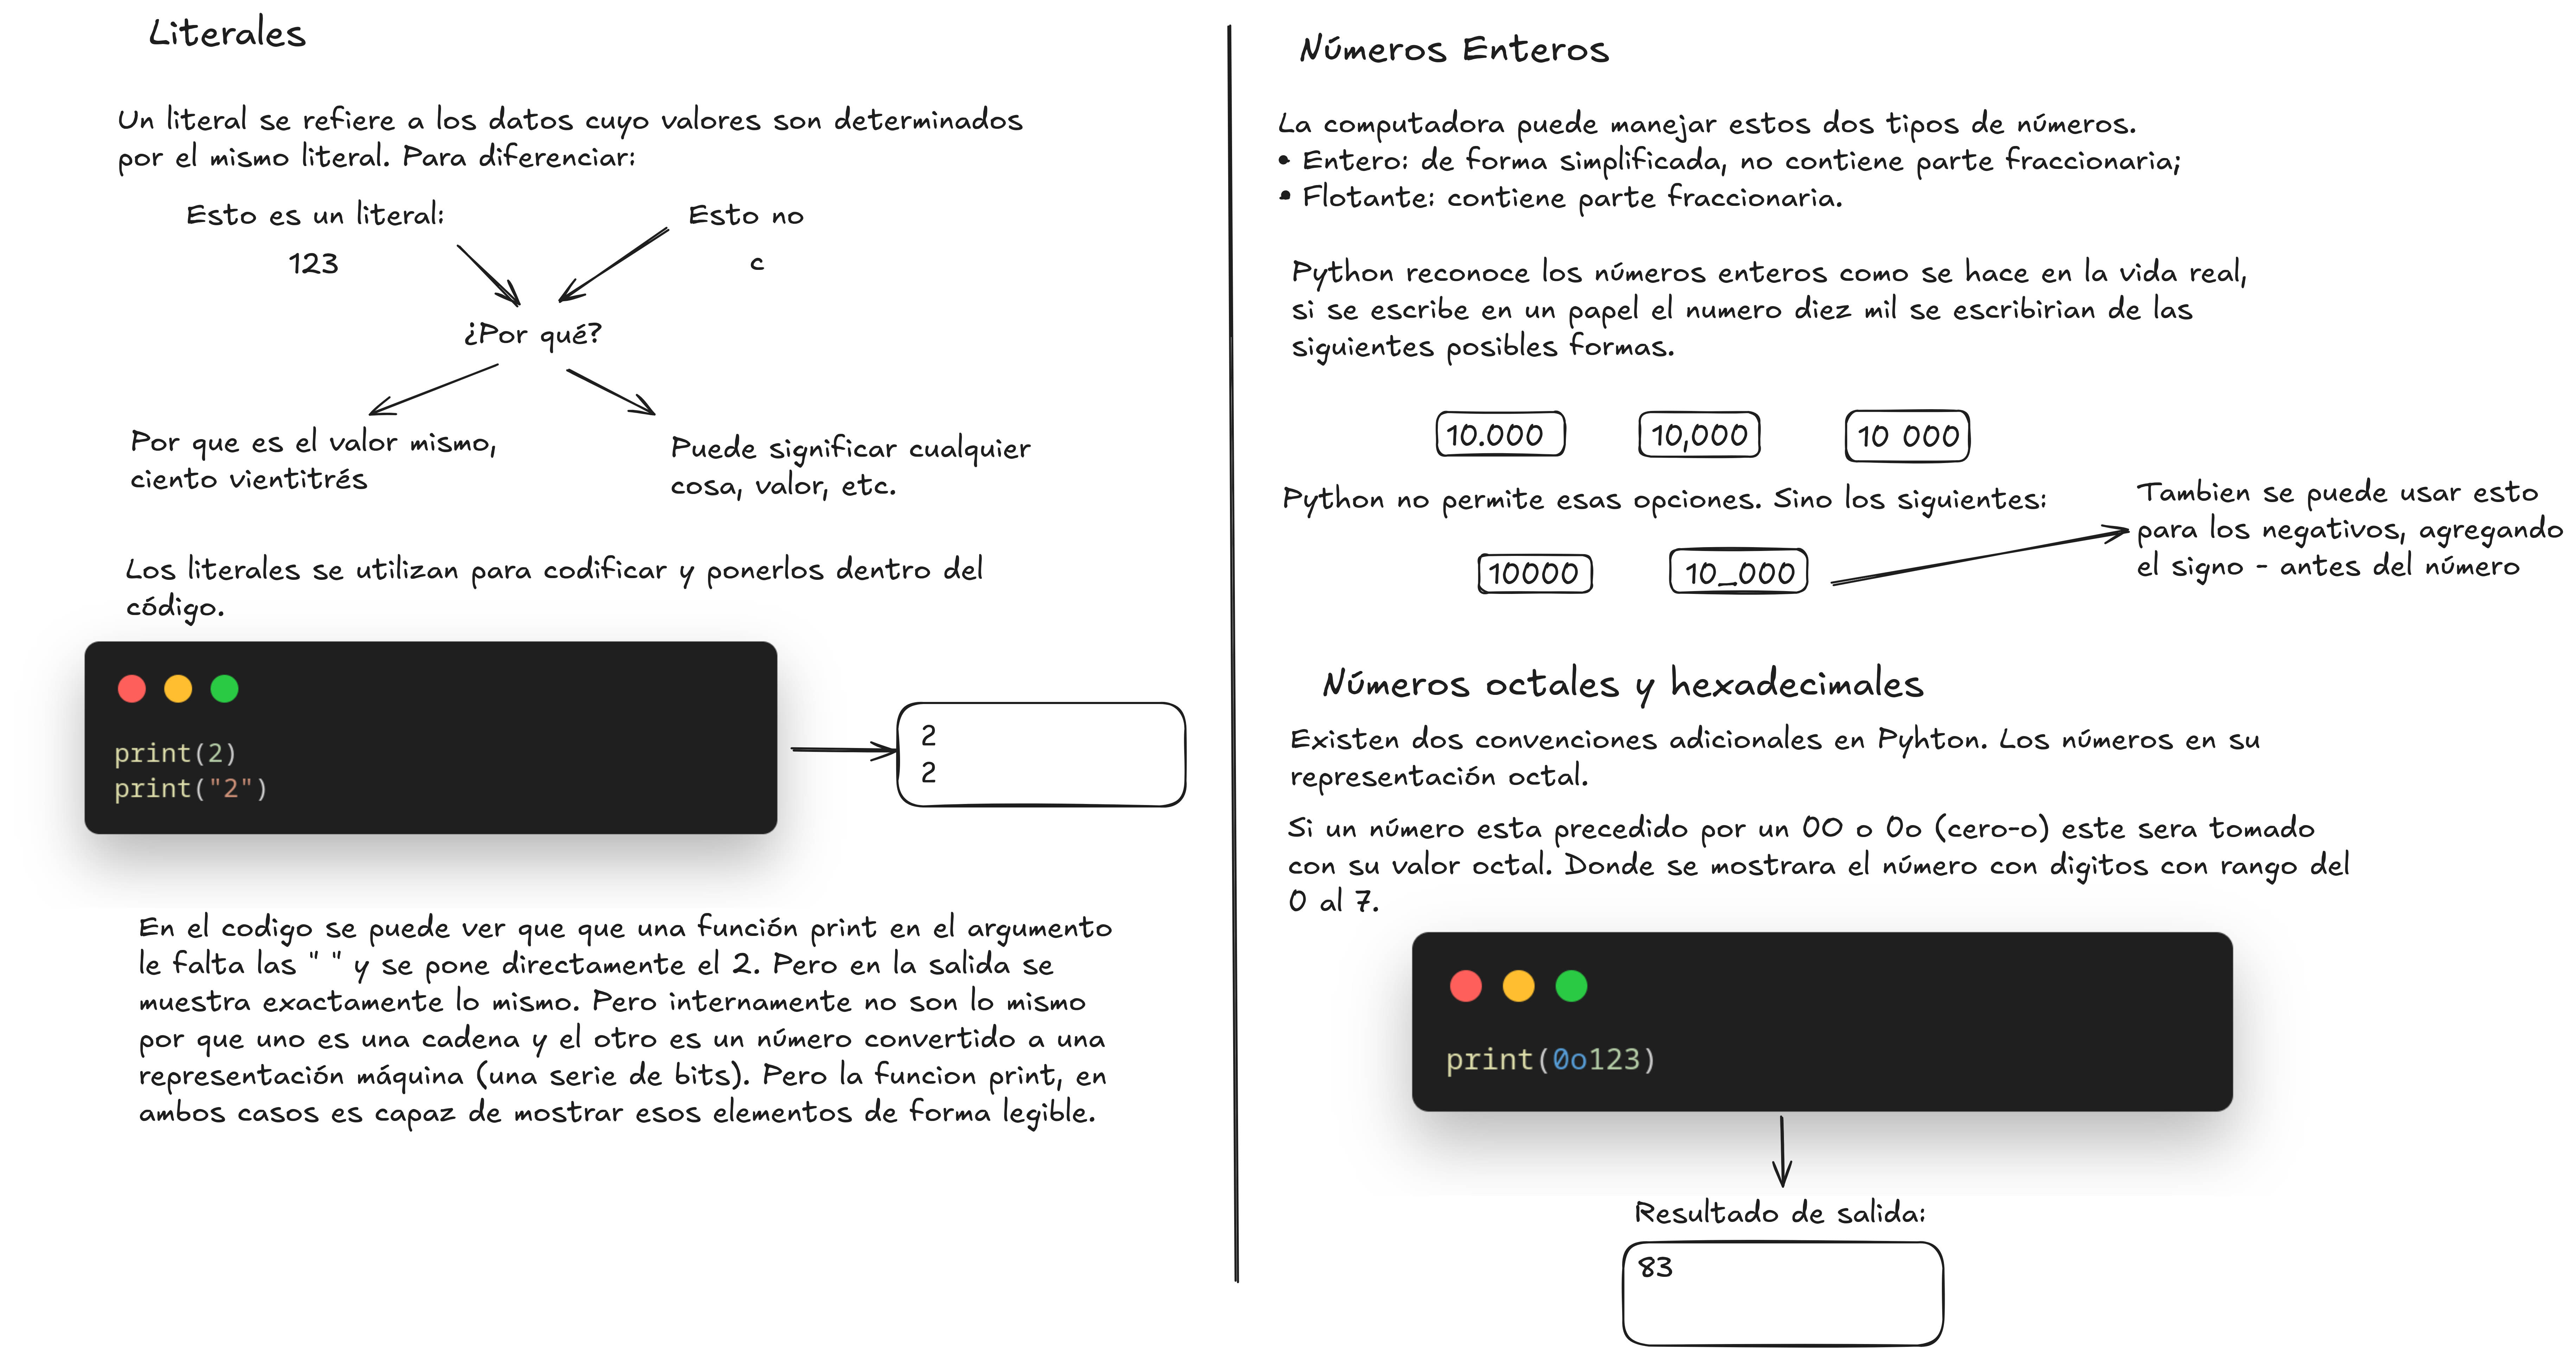 Literales
Un literal se refiere a los datos cuyo valores son determinados
por el mismo literal. Para diferenciar:
Esto es un literal:
123
Esto no
c
¿Por qué?
Por que es el valor mismo,
ciento vientitrés
Puede significar cualquier
cosa, valor, etc.
Los literales se utilizan para codificar y ponerlos dentro del
código.
print(2)
print("2")
2
2
En el codigo se puede ver que que una función print en el argumento
le falta las " " y se pone directamente el 2. Pero en la salida se
muestra exactamente lo mismo. Pero internamente no son lo mismo
por que uno es una cadena y el otro es un número convertido a una
representación máquina (una serie de bits). Pero la funcion print, en
ambos casos es capaz de mostrar esos elementos de forma legible.
Números Enteros
La computadora puede manejar estos dos tipos de números.
• Entero: de forma simplificada, no contiene parte fraccionaria;
• Flotante: contiene parte fraccionaria.
Python reconoce los números enteros como se hace en la vida real,
si se escribe en un papel el numero diez mil se escribirian de las
siguientes posibles formas.
10.000
10,000
10 000
Python no permite esas opciones. Sino los siguientes:
10000
10_000
Tambien se puede usar esto
para los negativos, agregando
el signo - antes del número
Números octales y hexadecimales
Existen dos convenciones adicionales en Pyhton. Los números en su
representación octal.
Si un número esta precedido por un 0O o 0o (cero-o) este sera tomado
con su valor octal. Donde se mostrara el número con digitos con rango del
0 al 7.
print(0o123)
Resultado de salida:
83